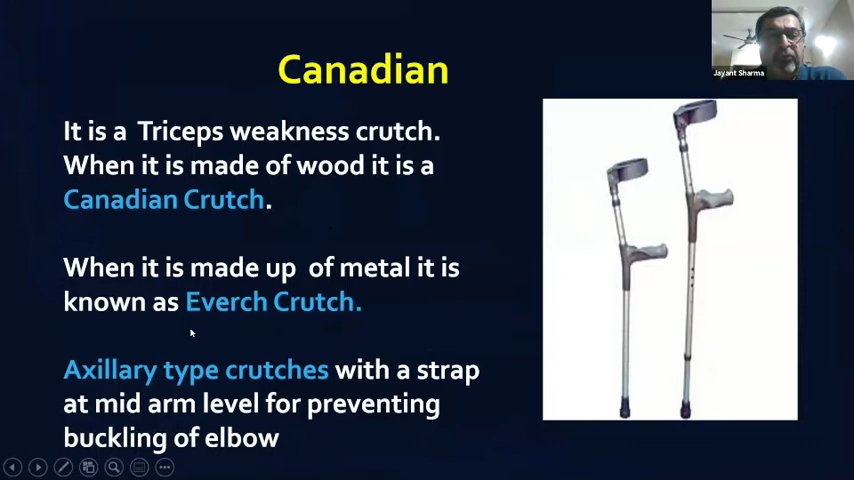 Canadian
Jayant Sharma
It is a Triceps weakness crutch.
When it is made of wood it is a
Canadian Crutch.
When it is made up of metal it is
known as Everch Crutch.
Axillary type crutches with a strap
at mid arm level for preventing
buckling of elbow